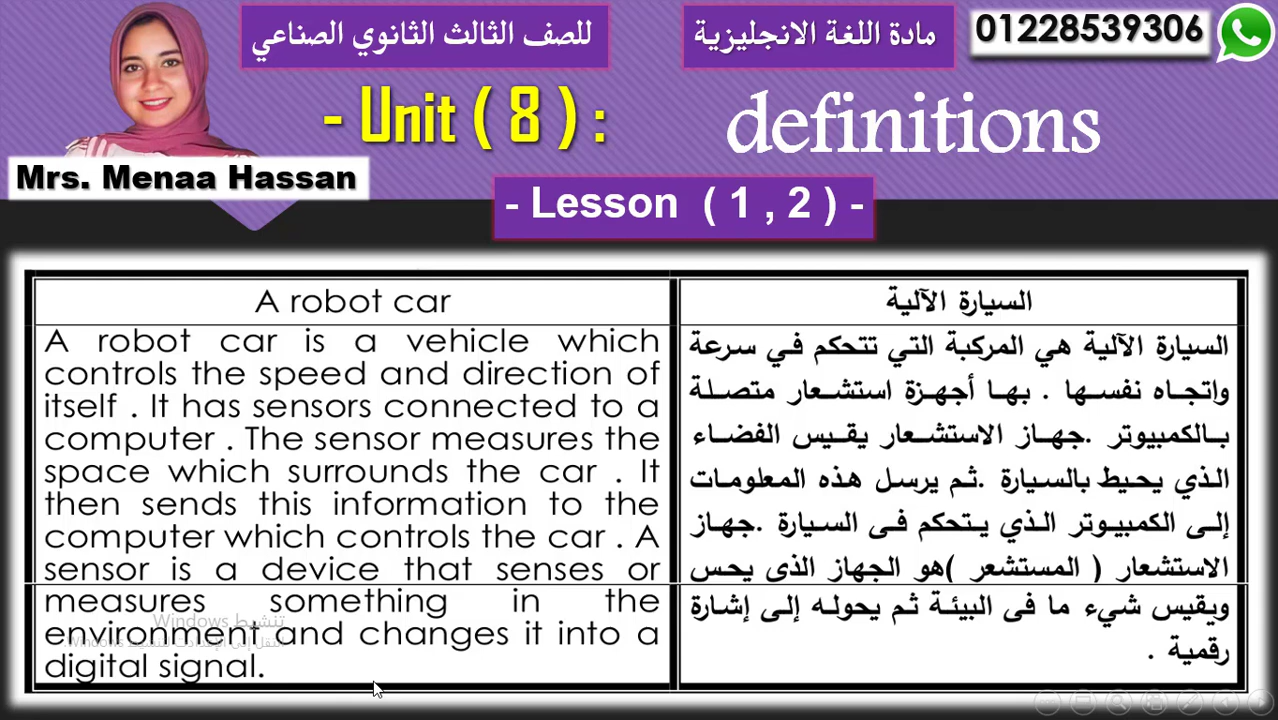 للصف الثالث الثانوي الصناعي
مادة اللغة الانجليزية
01228539306
- Unit ( 8 ) :
definitions
Mrs. Menaa Hassan
- Lesson ( 1 , 2 ) -
A robot car
A robot car is a vehicle which
controls the speed and direction of
itself . It has sensors connected to a
computer . The sensor measures the
space which surrounds the car . It
then sends this information to the
computer which controls the car . A
sensor is a device that senses or
measures something in the
environment and changes it into a
digital signal.
السيارة الآلية
السيارة الآلية هي المركبة التي تتحكم في سرعة
واتجاه نفسها . بها أجهزة استشعار متصلة
بالكمبيوتر .جهاز الاستشعار يقيس الفضاء
الذي يحيط بالسيارة .ثم يرسل هذه المعلومات
إلى الكمبيوتر الذي يتحكم فى السيارة .جهاز
الاستشعار ( المستشعر )هو الجهاز الذى يحس
ويقيس شيء ما فى البيئة ثم يحوله إلى إشارة
رقمية .
تنشيط Windows